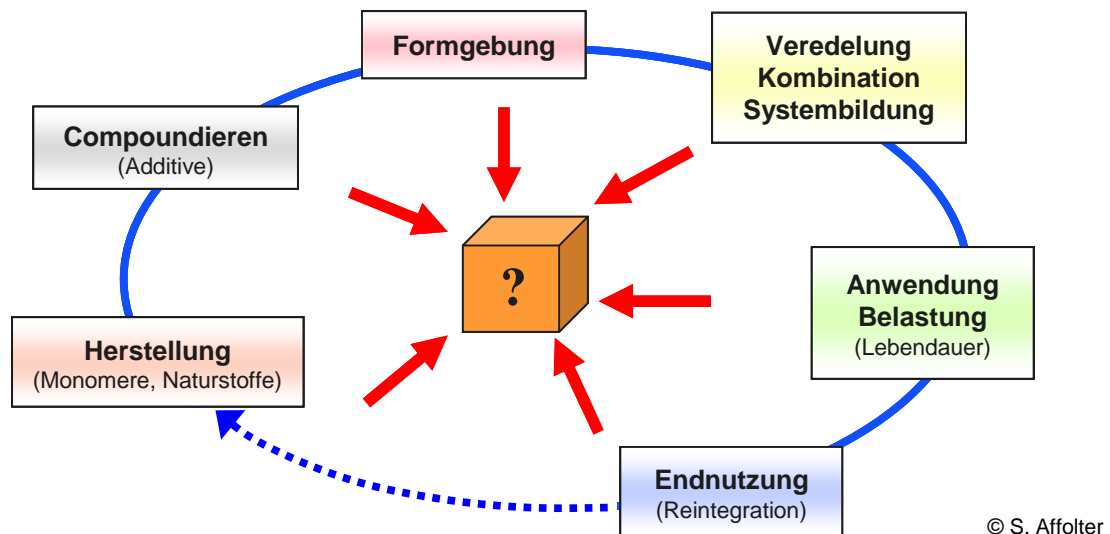 Formgebung
Veredelung
Kombination
Systembildung
Compoundieren
(Additive)
?
Anwendung
Belastung
(Lebendauer)
Herstellung
(Monomere, Naturstoffe)
Endnutzung
(Reintegration)
© S. Affolter